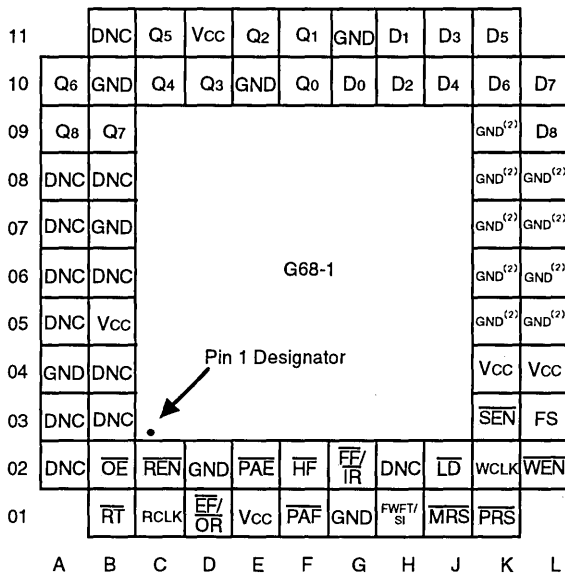 11 DNC Q5 VCC Q2 Q1 GND D1 D3 D5
10 Q6 GND Q4 Q3 GND Q0 D0 D2 D4 D6 D7
09 Q8 Q7 GND(2) D8
08 DNC DNC GND(2) GND(2)
07 DNC GND GND(2) GND(2)
G68-1
06 DNC DNC GND(2) GND(2)
05 DNC VCC GND(2) GND(2)
Pin 1 Designator
04 GND DNC VCC VCC
03 DNC DNC SEN FS
02 DNC OE REN GND PAE HF FF/IR DNC LD WCLK WEN
01 RT RCLK EF/OR VCC PAF GND FWFT/SI MRS PRS
A B C D E F G H J K L